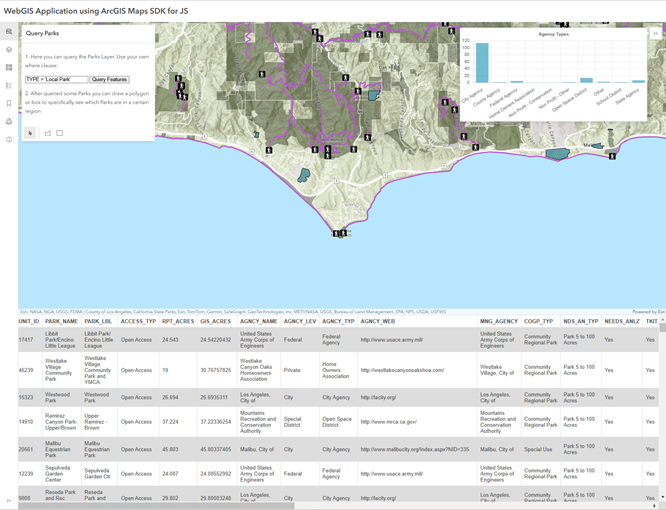 WebGIS Application using ArcGIS Maps SDK for JS
Query Parks
1. Here you can query the Parks Layer. Use your own
where clause:
TYPE = 'Local Park'
Query Features
2. After queried some Parks you can draw a polygon
or box to specifically see which Parks are in a certain
region
Agency Types
120
100
80
60
40
20
0
City Agency
County Agency
Federal Agency
Home Owners Association
Non Profit - Conservation
Non Profit - Other
Open Space District
Other
School District
State Agency
Esri, NASA, NGA, USGS, FEMA | County of Los Angeles, California State Parks, Esri, TomTom, Garmin, SafeGraph, GeoTechnologies, Inc, METI/NASA, USGS, Bureau of Land Management, EPA, NPS, USDA, USFWS
Powered by Esri
UNIT_ID PARK_NAME PARK_LBL ACCESS_TYP RPT_ACRES GIS_ACRES AGNCY_NAME AGNCY_LEV AGNCY_TYP AGNCY_WEB MNG_AGENCY COGP_TYP NDS_AN_TYP NEEDS_ANLZ TKIT
Libbit Libbit Park/ United
17417 Park/Encino Encino Little Open Access 24.543 24.54220432 States Federal Federal http://www.usace.army.mil/ United States Community Park 5 to 100 Yes Yes
Little League League Army Corps of Agency Army Corps of Regional Park Acres
Engineers Engineers
Westlake Westlake Westlake Home
46239 Village Village Open Access 19 30.76757825 Canyon Oaks Private Owners http://westlakecanyonoakshoa.com/ Westlake Community Park 5 to 100 Yes Yes
Community Community Homeowners Association Village, City of Regional Park Acres
Park Park and Association
YMCA
15323 Westwood Westwood Open Access 26.694 26.6935311 Los Angeles, City City Agency http://lacity.org/ Los Angeles, Community Park 5 to 100 Yes Yes
Park Park City of City of Regional Park Acres
Ramirez Upper Mountains Mountains
14910 Canyon Park- Ramirez - Open Access 37.224 37.22336254 Recreation and Special Open Space http://www.mrca.ca.gov/ Recreation and Community Park 5 to 100 Yes Yes
Upper/Brown Brown Conservation District District Conservation Regional Park Acres
Authority Authority
Malibu Malibu
20661 Equestrian Equestrian Open Access 45.803 45.80337405 Malibu, City of City City Agency http://www.malibucity.org/index.aspx?NID=335 Malibu, City of Special Use Park 5 to 100 Yes Yes
Park Park Acres
Sepulveda Sepulveda United States United States
12239 Garden Garden Ctr. Open Access 24.087 24.08552992 Army Corps of Federal Federal http://www.usace.army.mil/ Army Corps of Community Park 5 to 100 Yes Yes
Center Engineers Agency Engineers Regional Park Acres
9808 Reseda Park Reseda Park Open Access 29.802 29.80003248 Los Angeles, City City Agency http://lacity.org/ Los Angeles, Community Park 5 to 100 Yes Yes
and Rec and City of City of Regional Park Acres